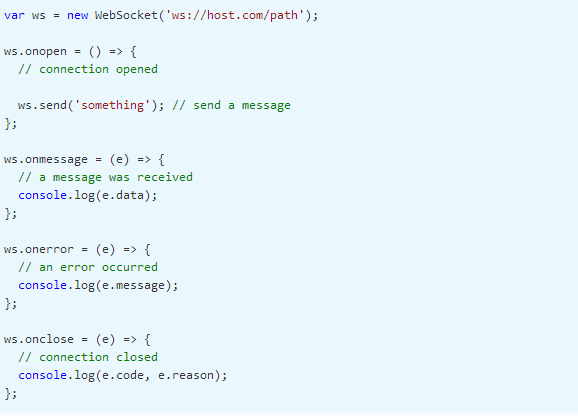 var ws = new WebSocket('ws://host.com/path');
ws.onopen = () => {
  // connection opened
  ws.send('something'); // send a message
};
ws.onmessage = (e) => {
  // a message was received
  console.log(e.data);
};
ws.onerror = (e) => {
  // an error occurred
  console.log(e.message);
};
ws.onclose = (e) => {
  // connection closed
  console.log(e.code, e.reason);
};